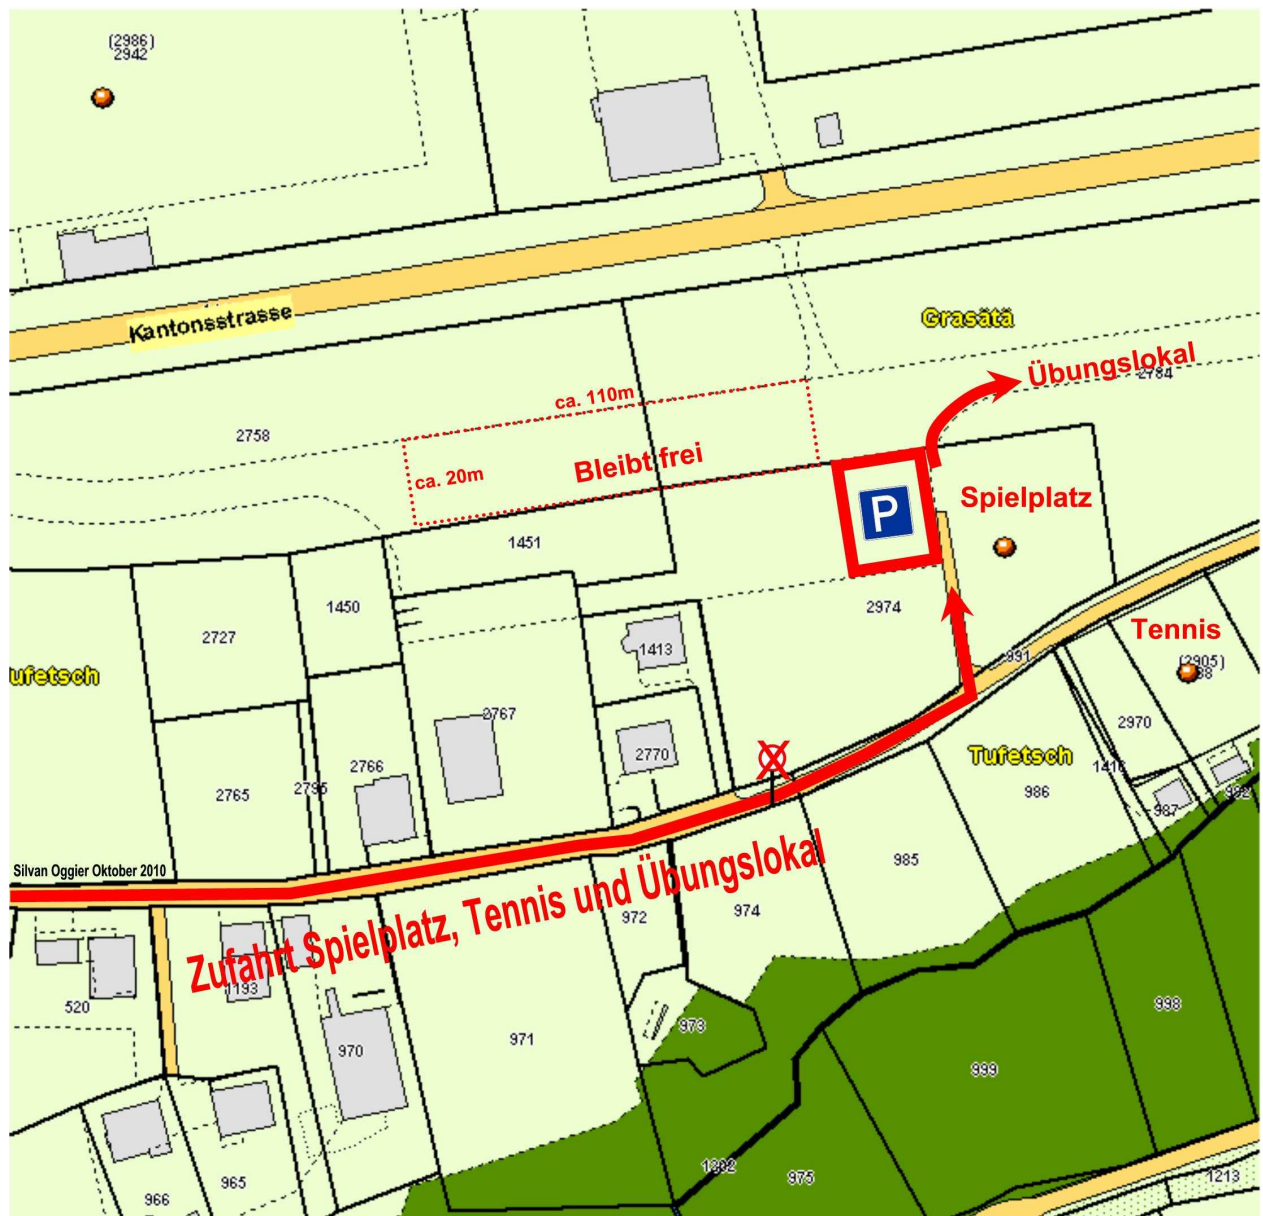 (2986)
2942
Kantonsstrasse
Grasätä
Übungslokal
2784
ca. 110m
2758
Bleibt frei
ca. 20m
P
Spielplatz
1451
1450
2974
2727
Tennis
1413
991
(2905)
ufetsch
2767
2970
2770
Tufetsch
2766
1416
2765
2795
986
987
992
Silvan Oggier Oktober 2010
985
Zufahrt Spielplatz, Tennis und Übungslokal
972
974
1193
520
998
973
971
970
999
1302
975
1213
965
966